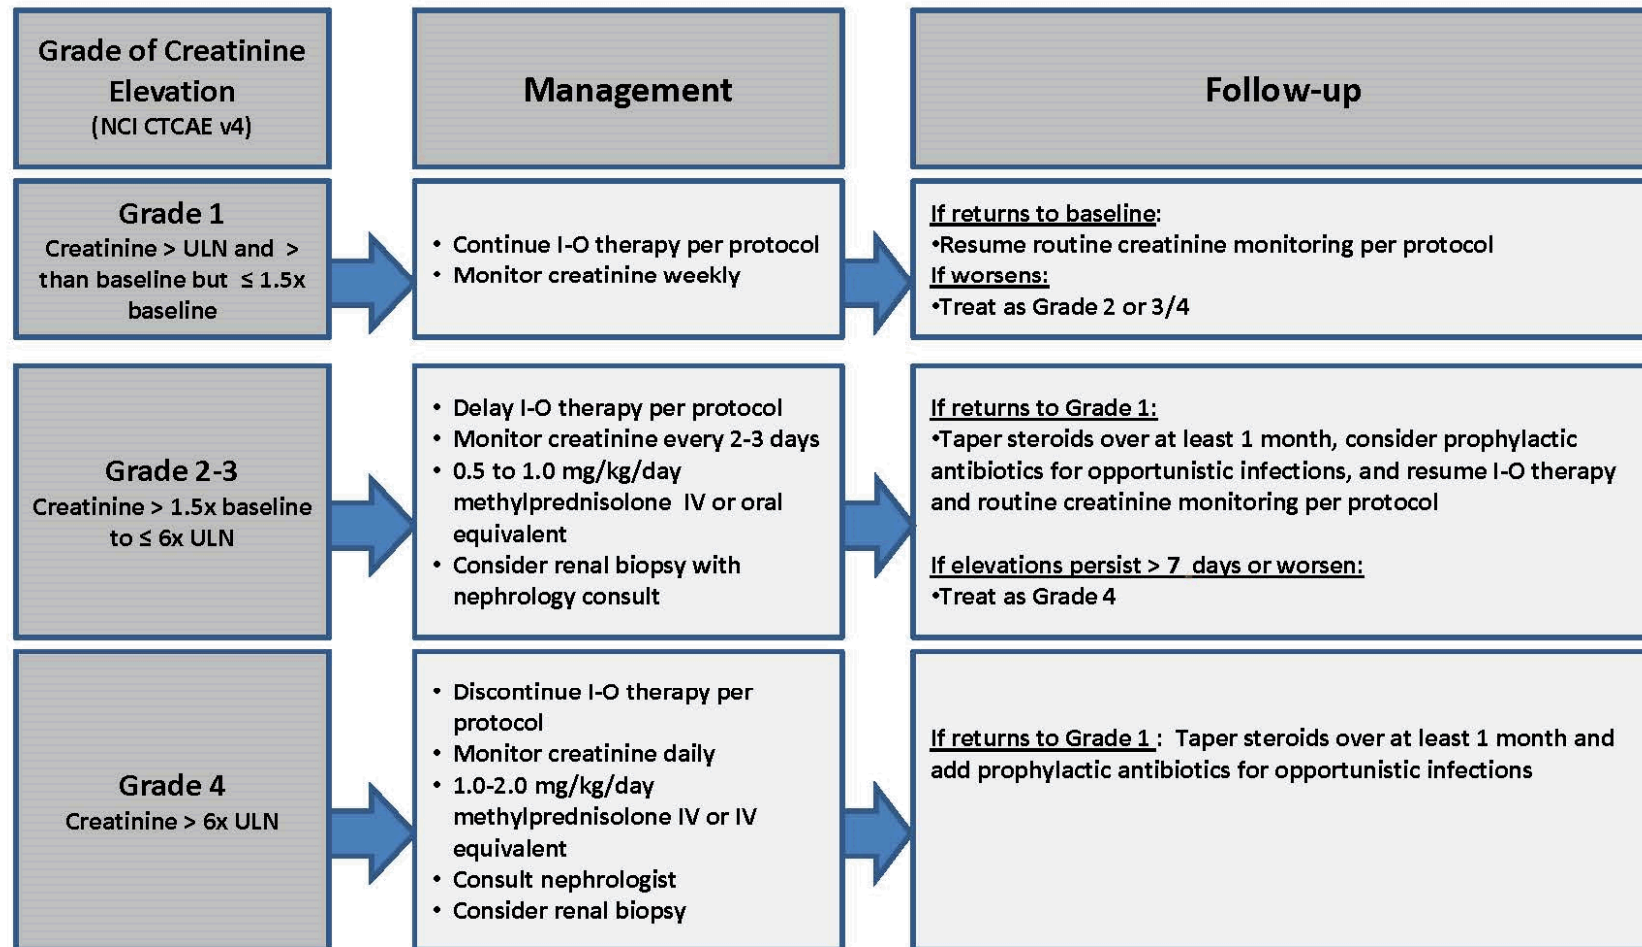 Grade of Creatinine
Elevation
(NCI CTCAE v4)
Management
Follow-up
Grade 1
Creatinine > ULN and >
than baseline but ≤ 1.5x
baseline
• Continue I-O therapy per protocol
• Monitor creatinine weekly
If returns to baseline:
•Resume routine creatinine monitoring per protocol
If worsens:
•Treat as Grade 2 or 3/4
Grade 2-3
Creatinine > 1.5x baseline
to ≤ 6x ULN
• Delay I-O therapy per protocol
• Monitor creatinine every 2-3 days
• 0.5 to 1.0 mg/kg/day
methylprednisolone IV or oral
equivalent
• Consider renal biopsy with
nephrology consult
If returns to Grade 1:
•Taper steroids over at least 1 month, consider prophylactic
antibiotics for opportunistic infections, and resume I-O therapy
and routine creatinine monitoring per protocol
If elevations persist > 7 days or worsen:
•Treat as Grade 4
Grade 4
Creatinine > 6x ULN
• Discontinue I-O therapy per
protocol
• Monitor creatinine daily
• 1.0-2.0 mg/kg/day
methylprednisolone IV or IV
equivalent
• Consult nephrologist
• Consider renal biopsy
If returns to Grade 1 : Taper steroids over at least 1 month and
add prophylactic antibiotics for opportunistic infections